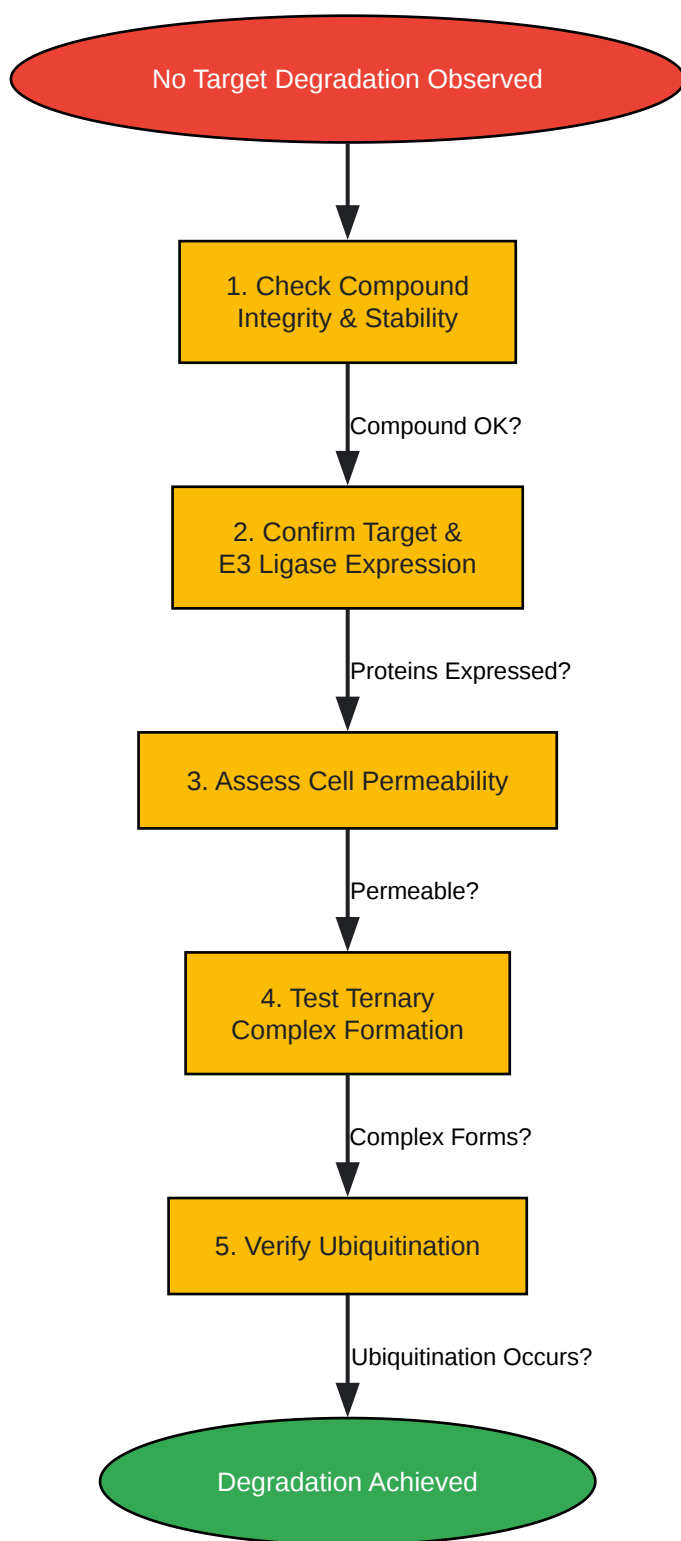 No Target Degradation Observed
1. Check Compound
Integrity & Stability
Compound OK?
2. Confirm Target &
E3 Ligase Expression
Proteins Expressed?
3. Assess Cell Permeability
Permeable?
4. Test Ternary
Complex Formation
Complex Forms?
5. Verify Ubiquitination
Ubiquitination Occurs?
Degradation Achieved